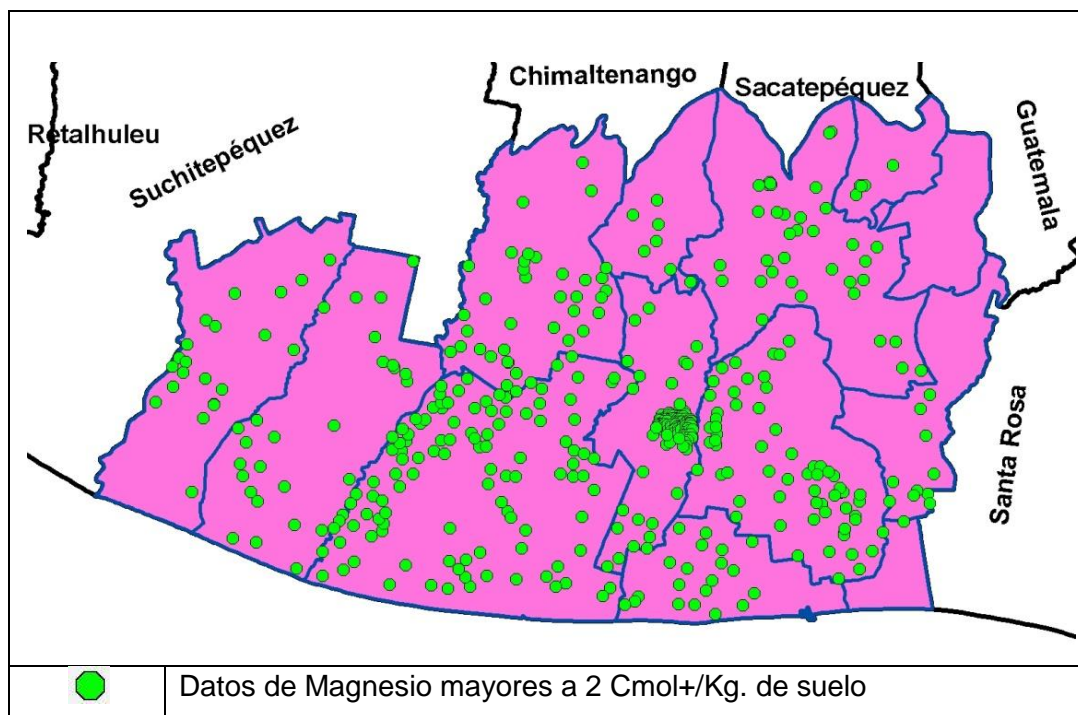 Chimaltenango
Sacatepéquez
Retalhuleu
Suchitepéquez
Guatemala
Santa Rosa
Datos de Magnesio mayores a 2 Cmol+/Kg. de suelo